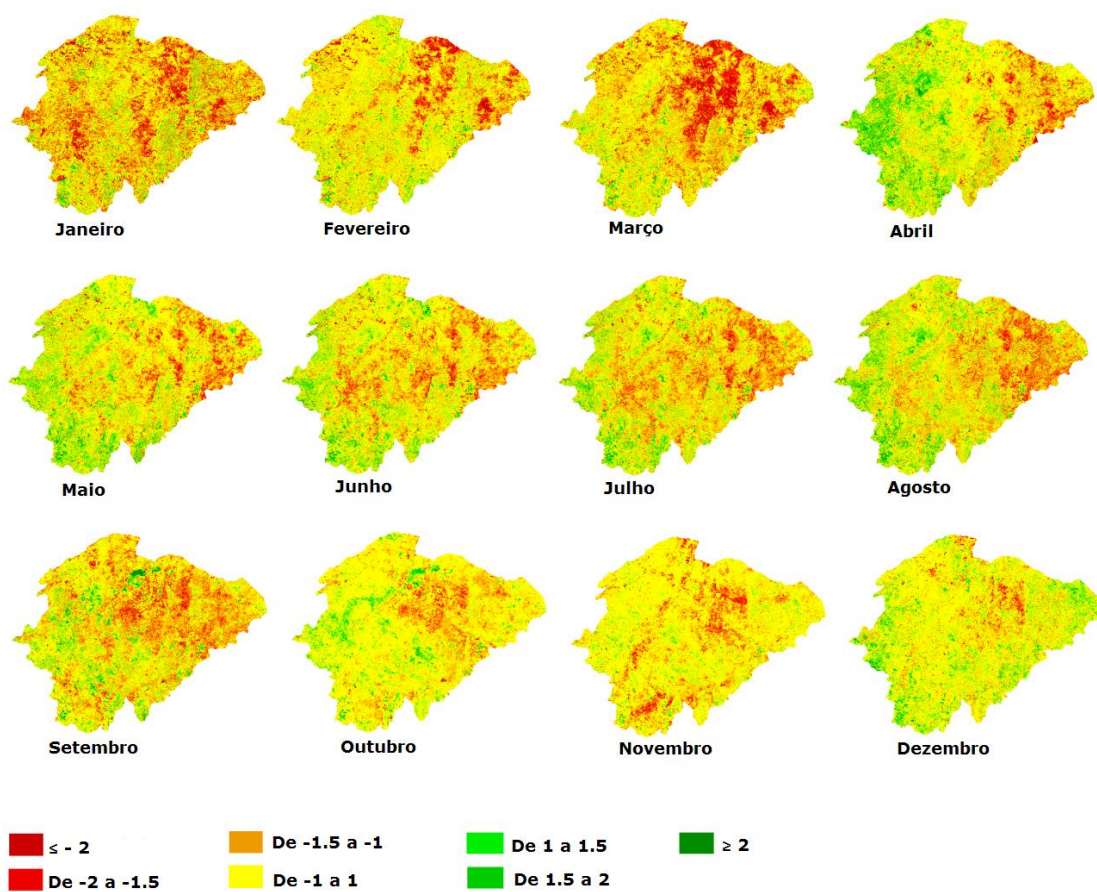 Janeiro
Fevereiro
Março
Abril
Maio
Junho
Julho
Agosto
Setembro
Outubro
Novembro
Dezembro
≤ - 2
De -1.5 a -1
De 1 a 1.5
≥ 2
De -2 a -1.5
De -1 a 1
De 1.5 a 2